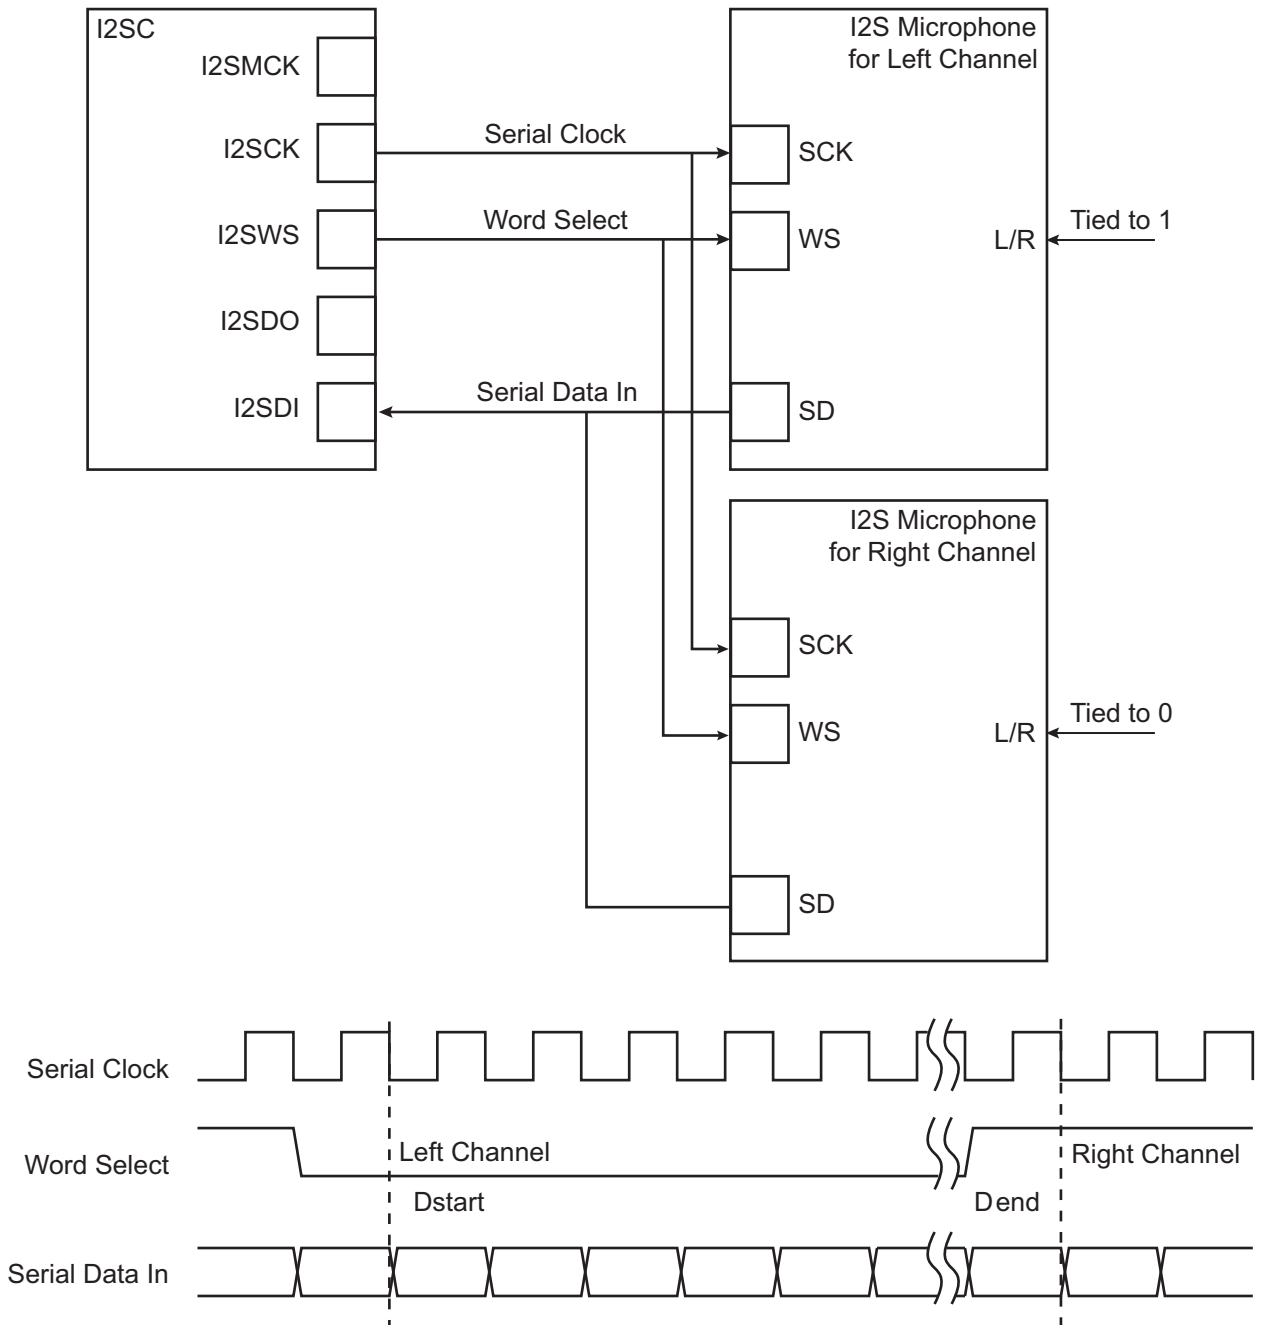 I2SC
I2SMCK
I2SCK
I2SWS
I2SDO
I2SDI
Serial Clock
Word Select
Serial Data In
I2S Microphone
for Left Channel
SCK
WS
L/R
Tied to 1
SD
I2S Microphone
for Right Channel
SCK
WS
L/R
Tied to 0
SD
Serial Clock
Word Select
Left Channel
Right Channel
Dstart
Dend
Serial Data In